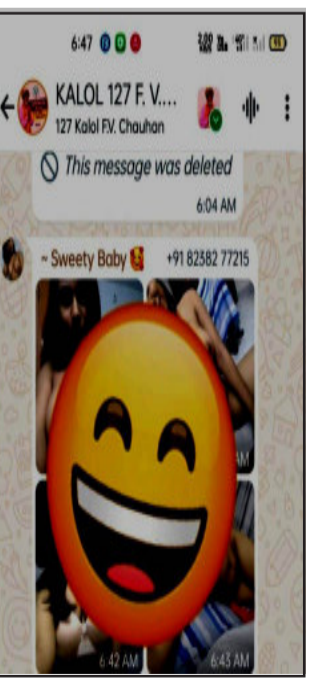 6:47
KALOL 127 F. V....
127 Kalol F.V. Chauhan
This message was deleted
6:04 AM
~ Sweety Baby 🥰 +91 82382 77215
AM
6:42 AM 6:43 AM